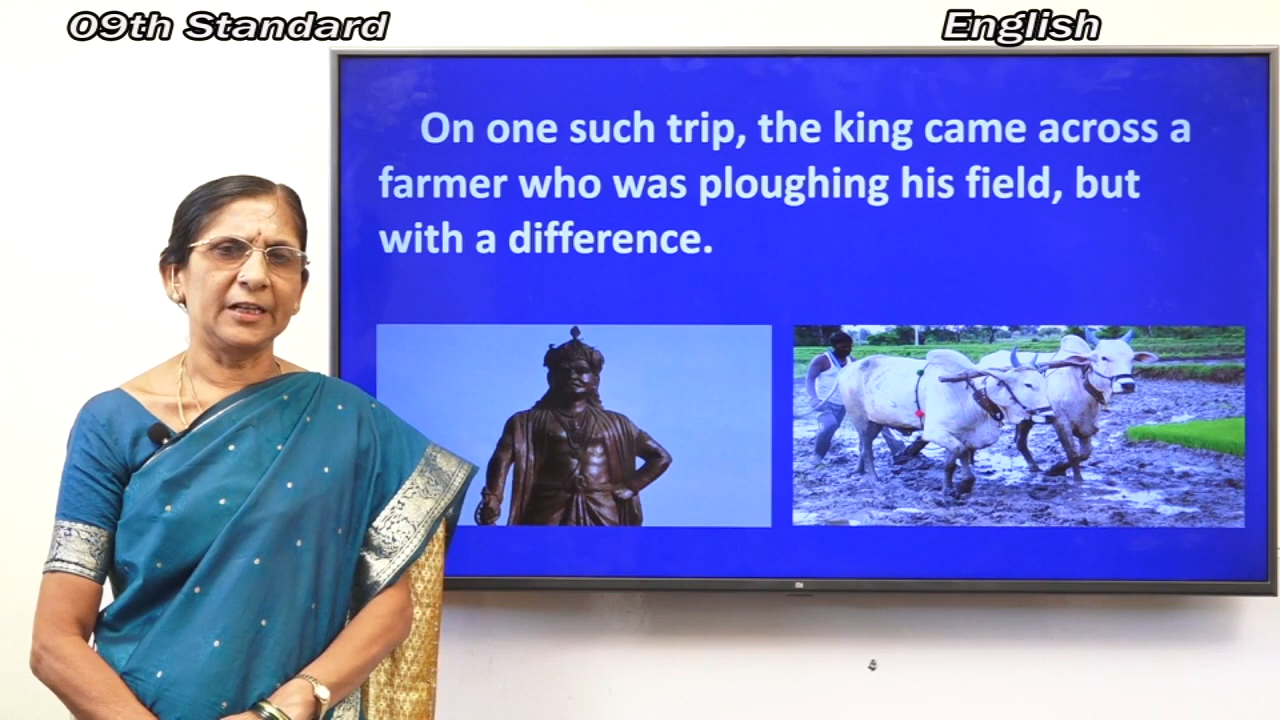 09th Standard
English
On one such trip, the king came across a
farmer who was ploughing his field, but
with a difference.